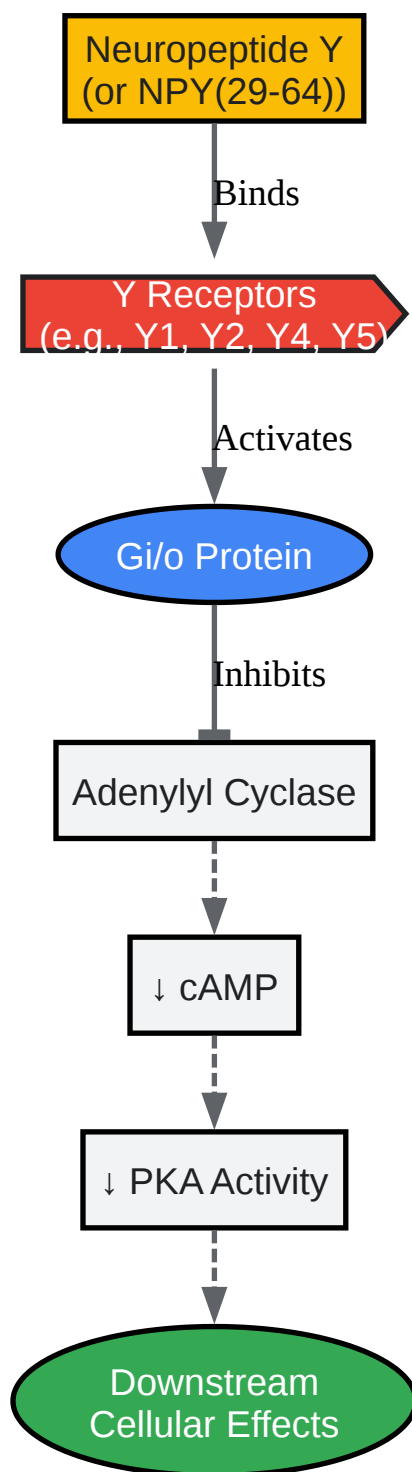 Neuropeptide Y
(or NPY(29-64))
Binds
Y Receptors
(e.g., Y1, Y2, Y4, Y5)
Activates
Gi/o Protein
Inhibits
Adenylyl Cyclase
↓ cAMP
↓ PKA Activity
Downstream
Cellular Effects